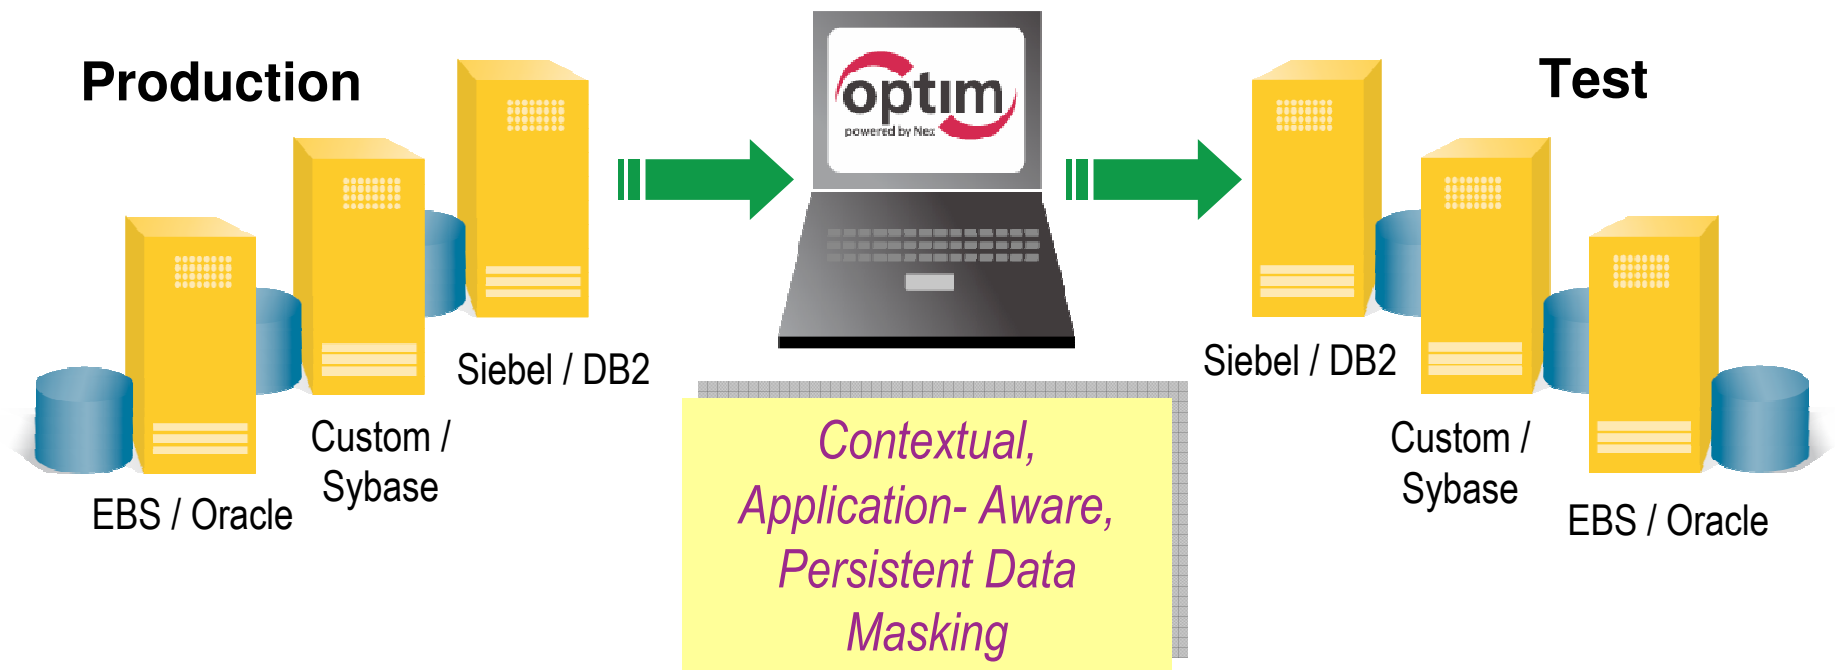 Production
Siebel / DB2
Custom /
Sybase
EBS / Oracle
optim
powered by Nex
Contextual,
Application- Aware,
Persistent Data
Masking
Test
Siebel / DB2
Custom /
Sybase
EBS / Oracle